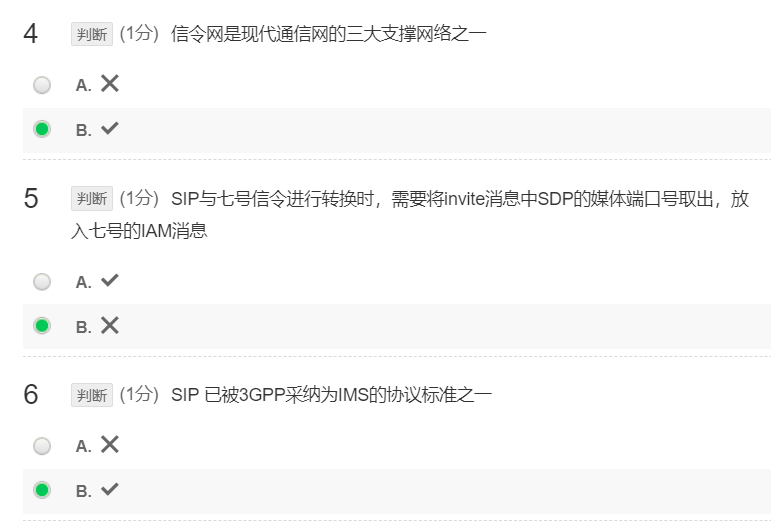 4 判断 (1分) 信令网是现代通信网的三大支撑网络之一
A. ✕
B. ✓
5 判断 (1分) SIP与七号信令进行转换时，需要将invite消息中SDP的媒体端口号取出，放
入七号的IAM消息
A. ✓
B. ✕
6 判断 (1分) SIP 已被3GPP采纳为IMS的协议标准之一
A. ✕
B. ✓